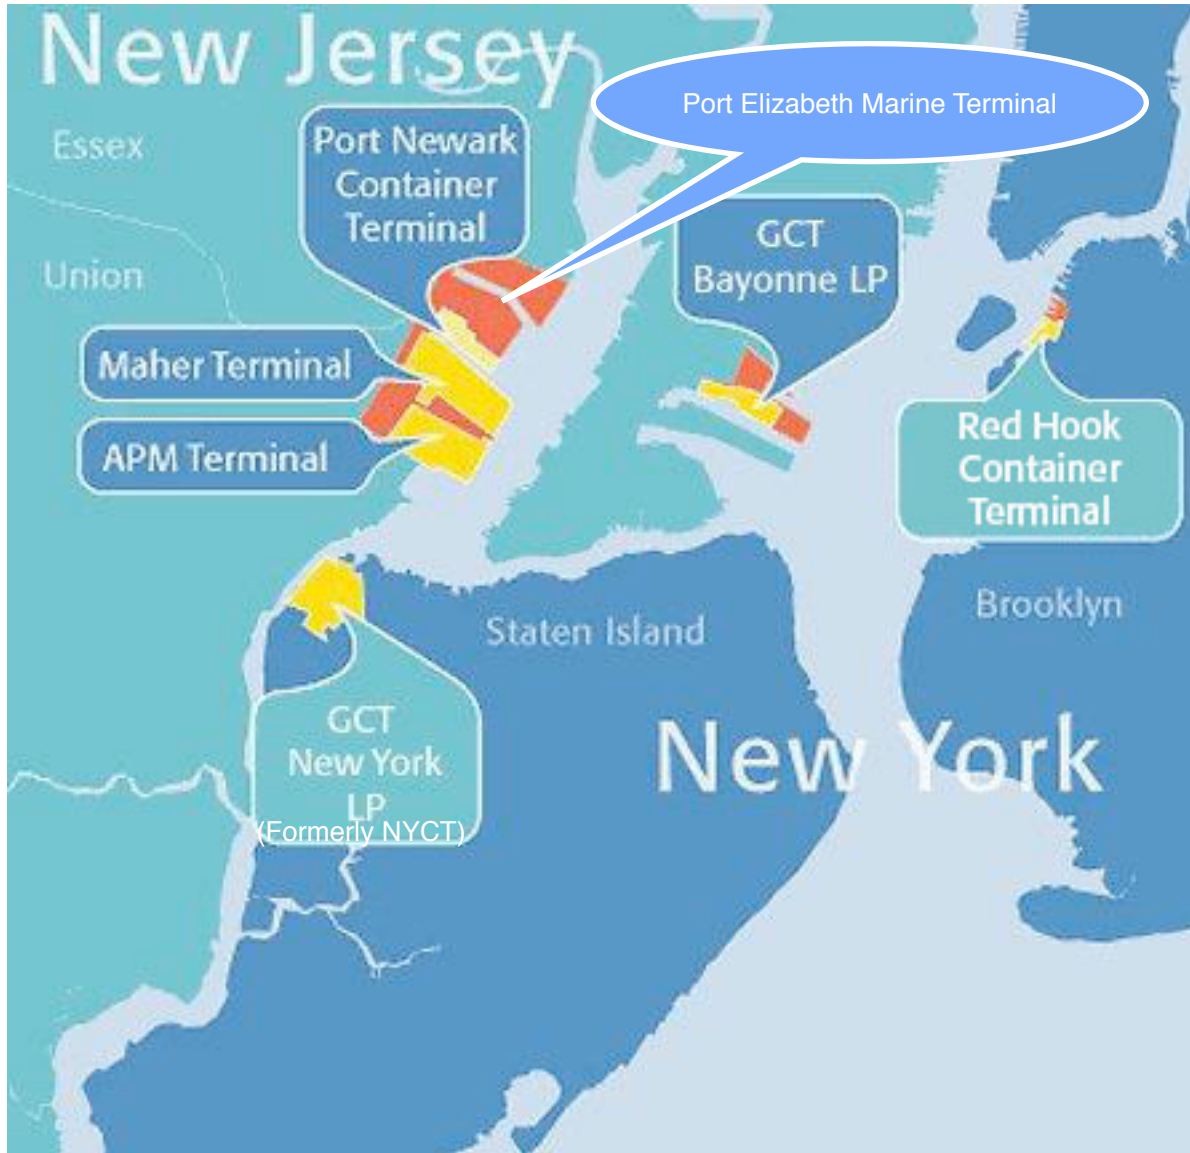 New Jersey
Port Elizabeth Marine Terminal
Essex
Port Newark
Container
Terminal
GCT
Bayonne LP
Union
Maher Terminal
APM Terminal
Red Hook
Container
Terminal
Brooklyn
Staten Island
GCT
New York
LP
(Formerly NYCT)
New York